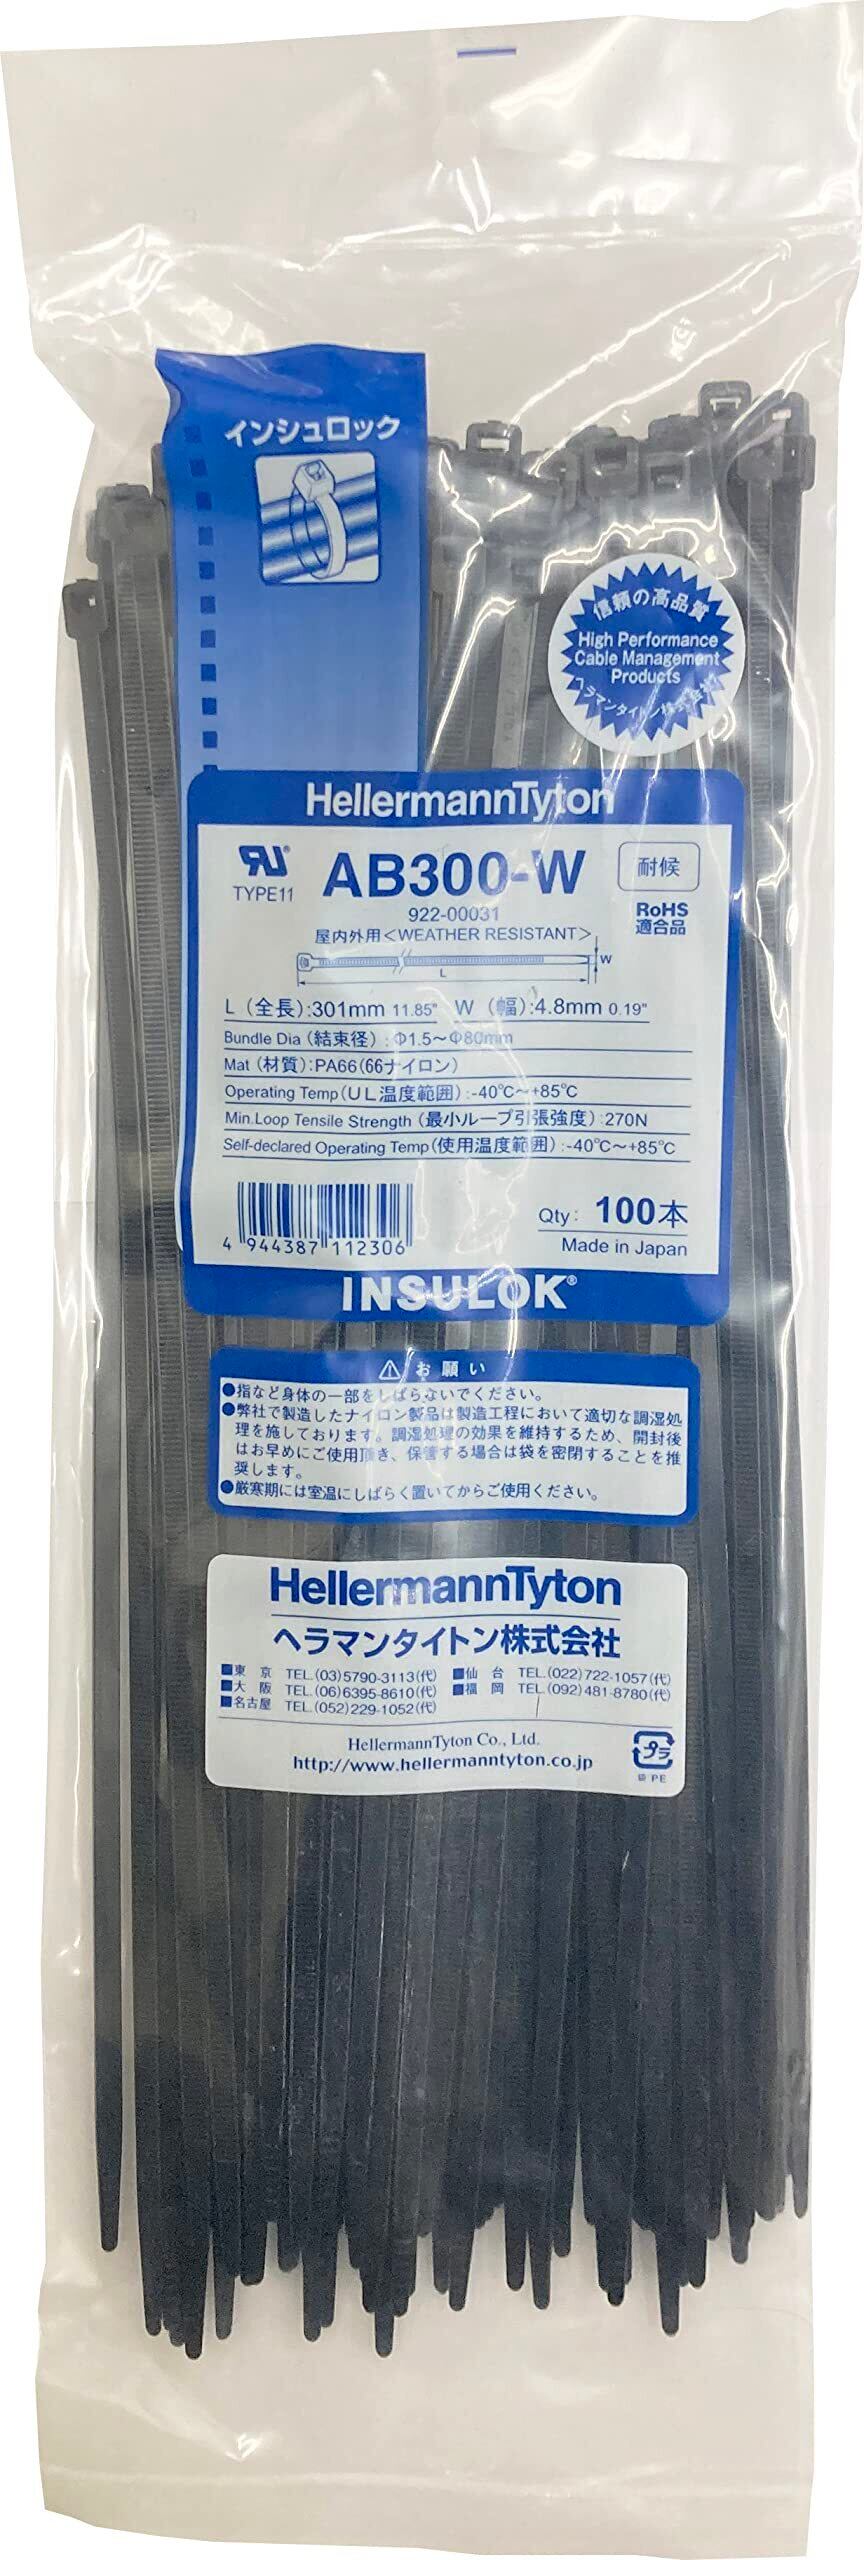 インシュロック
信頼の高品質
High Performance
Cable Management
Products
ヘラマンタイトン株式会社
HellermannTyton
TYPE11
AB300-W
耐候
922-00031
RoHS
適合品
屋内外用<WEATHER RESISTANT>
W
L
L (全長):301mm 11.85" W (幅):4.8mm 0.19"
Bundle Dia (結束径) : Φ1.5~Φ80mm
Mat (材質):PA66(66ナイロン)
Operating Temp(UL温度範囲):-40℃~+85℃
Min.Loop Tensile Strength (最小ループ引張強度):270N
Self-declared Operating Temp(使用温度範囲):-40℃~+85℃
4 944387 112306
Qty: 100本
Made in Japan
INSULOK®
⚠お願い
●指など身体の一部をしばらないでください。
●弊社で製造したナイロン製品は製造工程において適切な調湿処
理を施しております。調湿処理の効果を維持するため、開封後
はお早めにご使用頂き、保管する場合は袋を密閉することを推
奨します。
●厳寒期には室温にしばらく置いてからご使用ください。
HellermannTyton
ヘラマンタイトン株式会社
■東 京 TEL.(03)5790-3113(代) ■仙 台 TEL.(022)722-1057(代)
■大 阪 TEL.(06)6395-8610(代) ■福 岡 TEL.(092)481-8780(代)
■名古屋 TEL.(052)229-1052(代)
HellermannTyton Co., Ltd.
http://www.hellermanntyton.co.jp
プラ
袋 PE